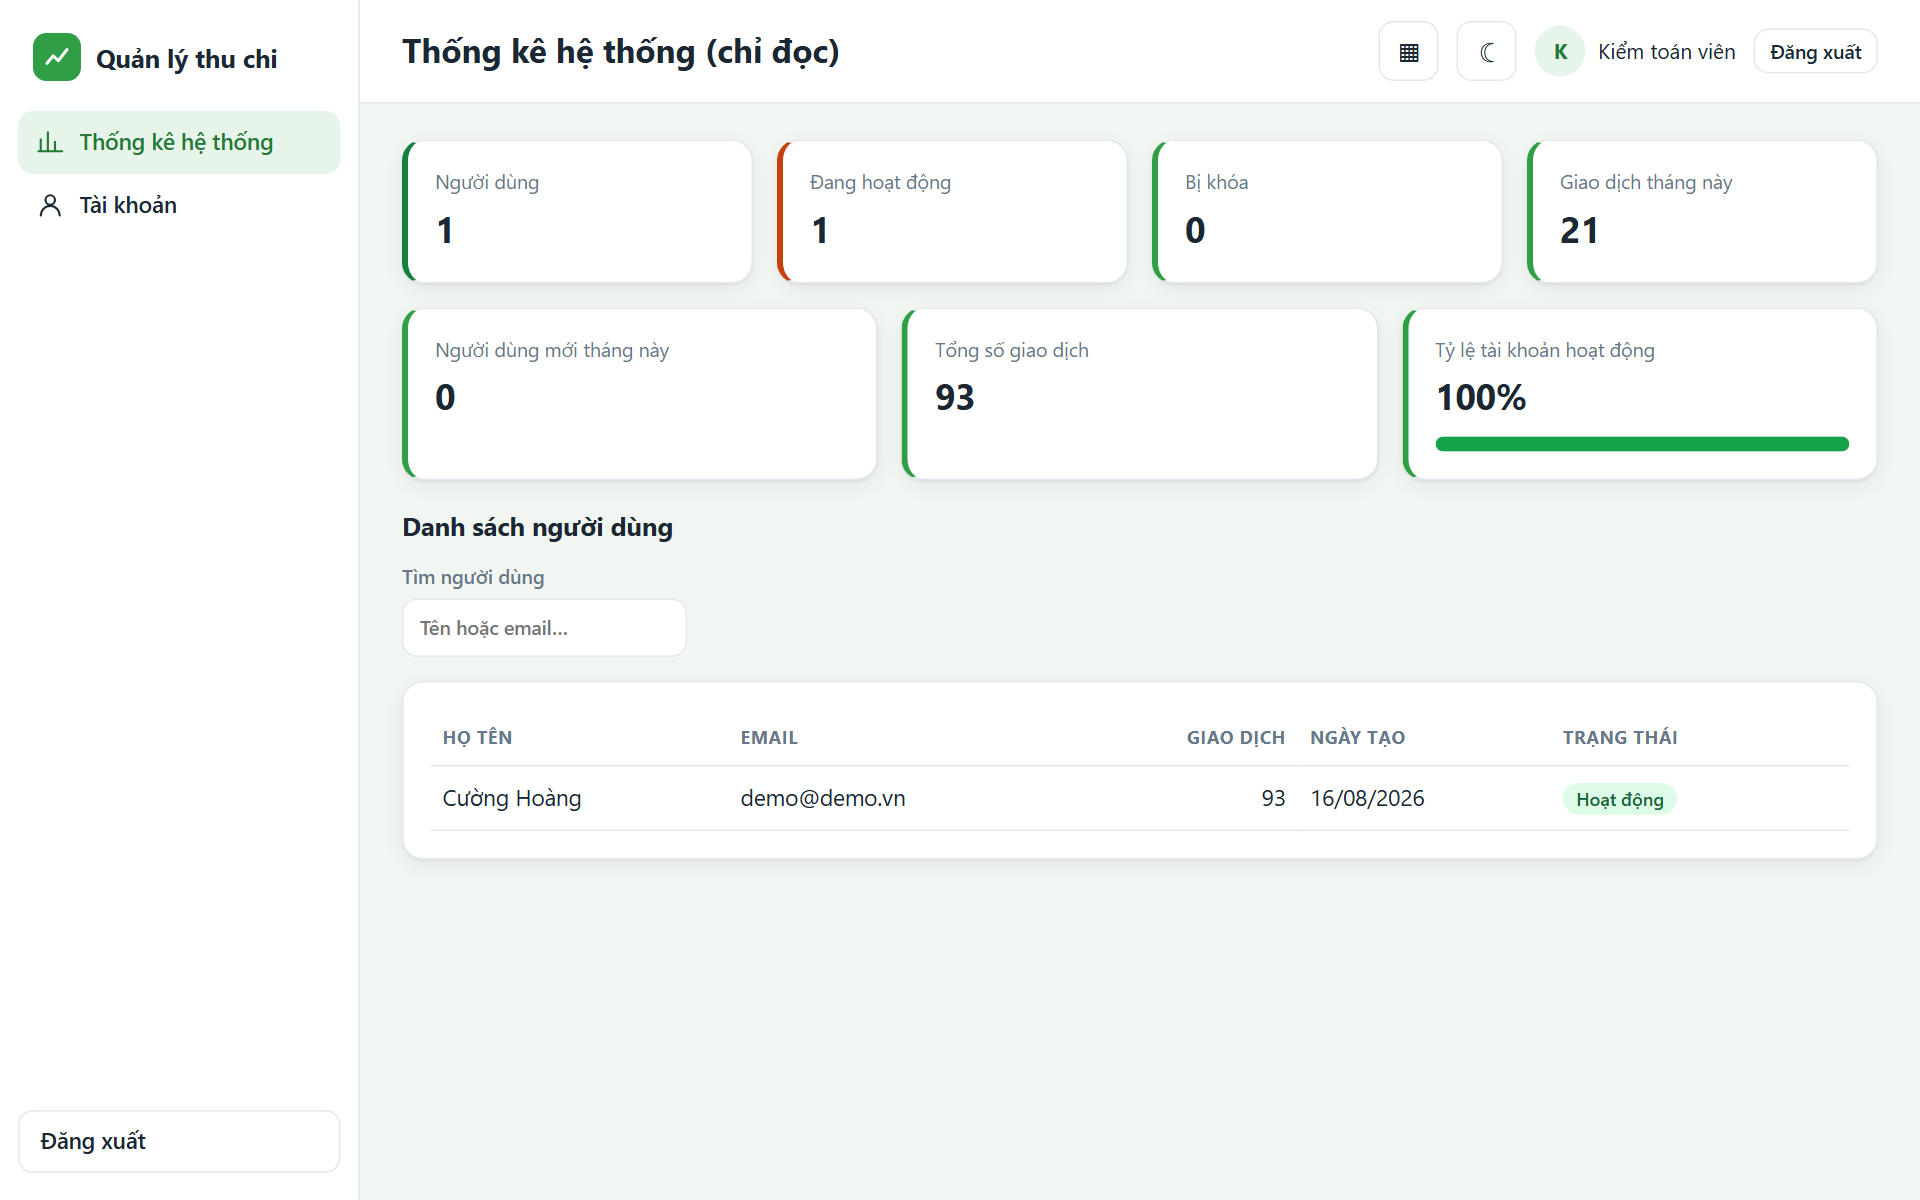 Quản lý thu chi
Thống kê hệ thống
Tài khoản
Đăng xuất
Thống kê hệ thống (chỉ đọc)
K
Kiểm toán viên
Đăng xuất
Người dùng
1
Đang hoạt động
1
Bị khóa
0
Giao dịch tháng này
21
Người dùng mới tháng này
0
Tổng số giao dịch
93
Tỷ lệ tài khoản hoạt động
100%
Danh sách người dùng
Tìm người dùng
Tên hoặc email...
HỌ TÊN EMAIL GIAO DỊCH NGÀY TẠO TRẠNG THÁI
Cường Hoàng demo@demo.vn 93 16/08/2026 Hoạt động